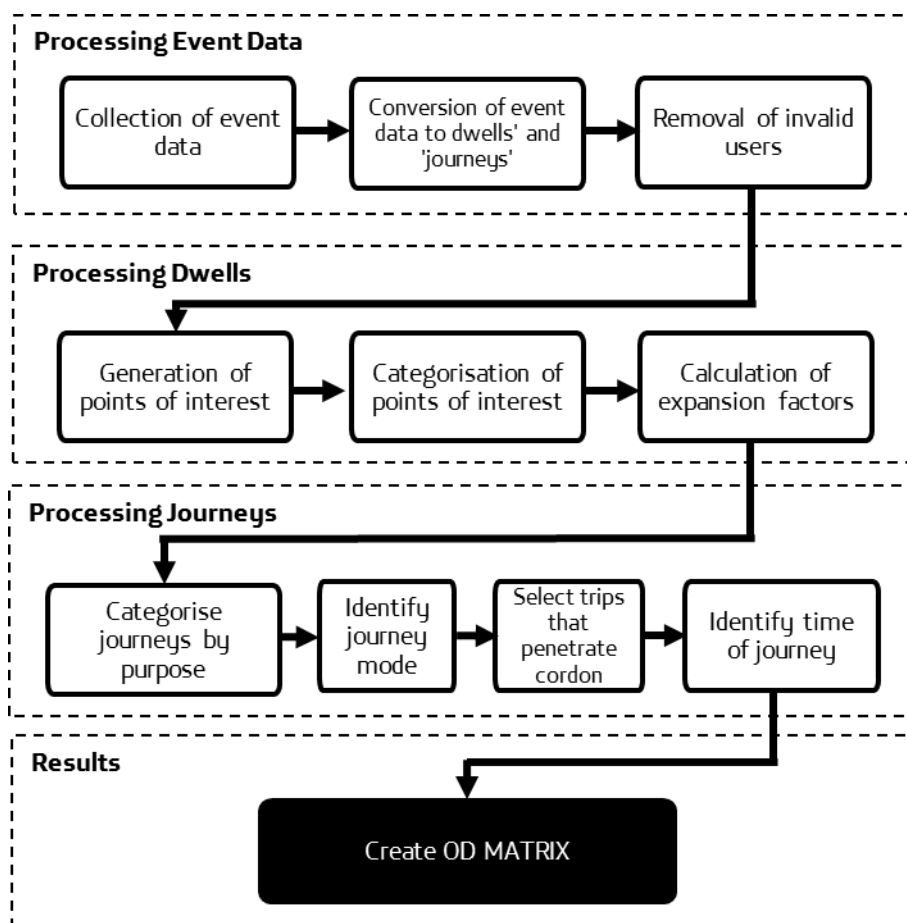 Processing Event Data
Collection of event
data
Conversion of event
data to dwells' and
'journeys'
Removal of invalid
users
Processing Dwells
Generation of
points of interest
Categorisation of
points of interest
Calculation of
expansion factors
Processing Journeys
Categorise
journeys by
purpose
Identify
journey
mode
Select trips
that
penetrate
cordon
Identify time
of journey
Results
Create OD MATRIX